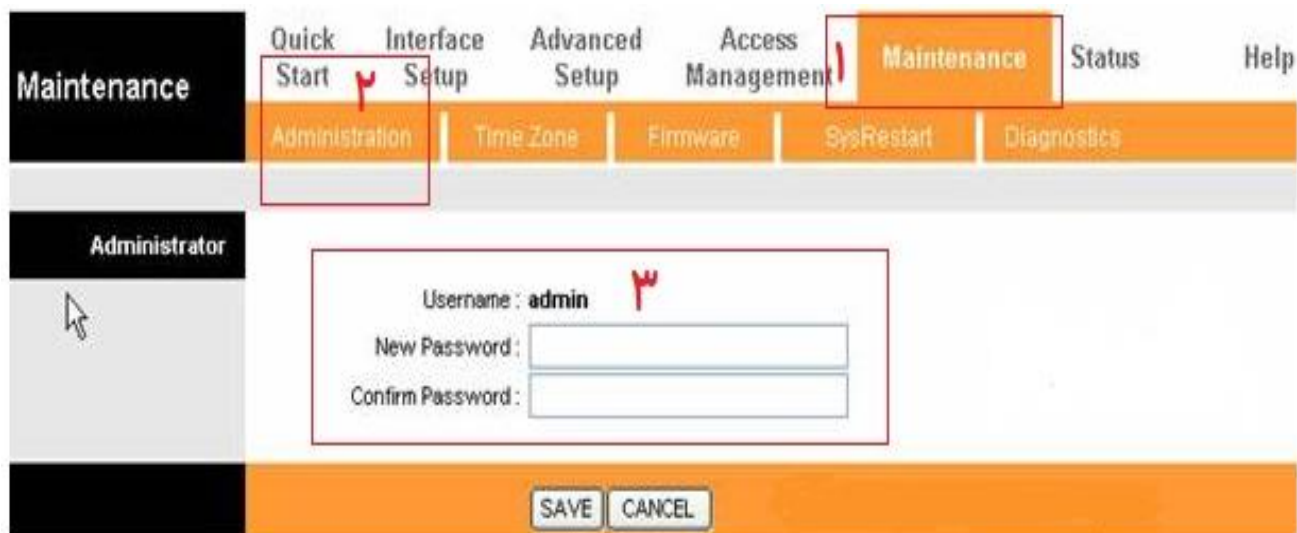 Maintenance
Quick Start
Interface Setup
Advanced Setup
Access Management
۱
Maintenance
Status
Help
۲
Administration
Time Zone
Firmware
SysRestart
Diagnostics
Administrator
۳
Username : admin
New Password :
Confirm Password :
SAVE CANCEL